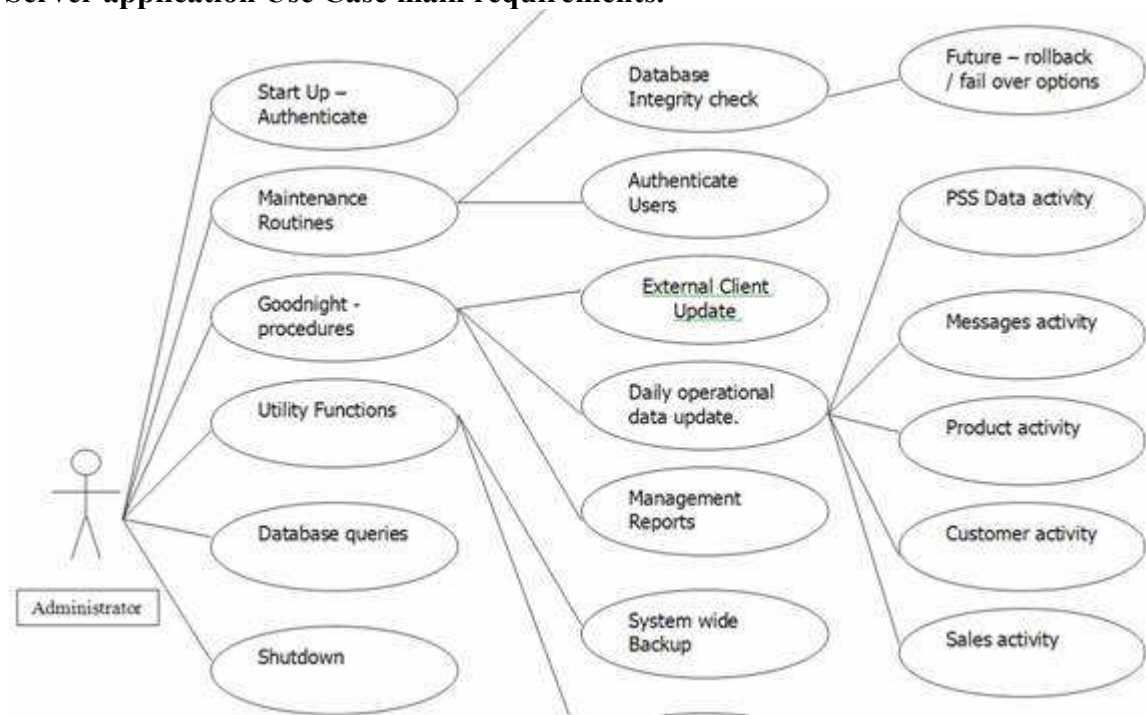 Server application Use Case main requirements.
Start Up –
Authenticate
Database
Integrity check
Future – rollback
/ fail over options
Maintenance
Routines
Authenticate
Users
PSS Data activity
Goodnight -
procedures
External Client
Update
Messages activity
Utility Functions
Daily operational
data update.
Product activity
Management
Reports
Database queries
Customer activity
Administrator
System wide
Backup
Shutdown
Sales activity